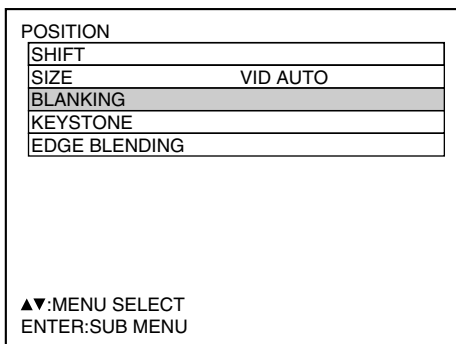 POSITION
SHIFT
SIZE VID AUTO
BLANKING
KEYSTONE
EDGE BLENDING
▲▼:MENU SELECT
ENTER:SUB MENU